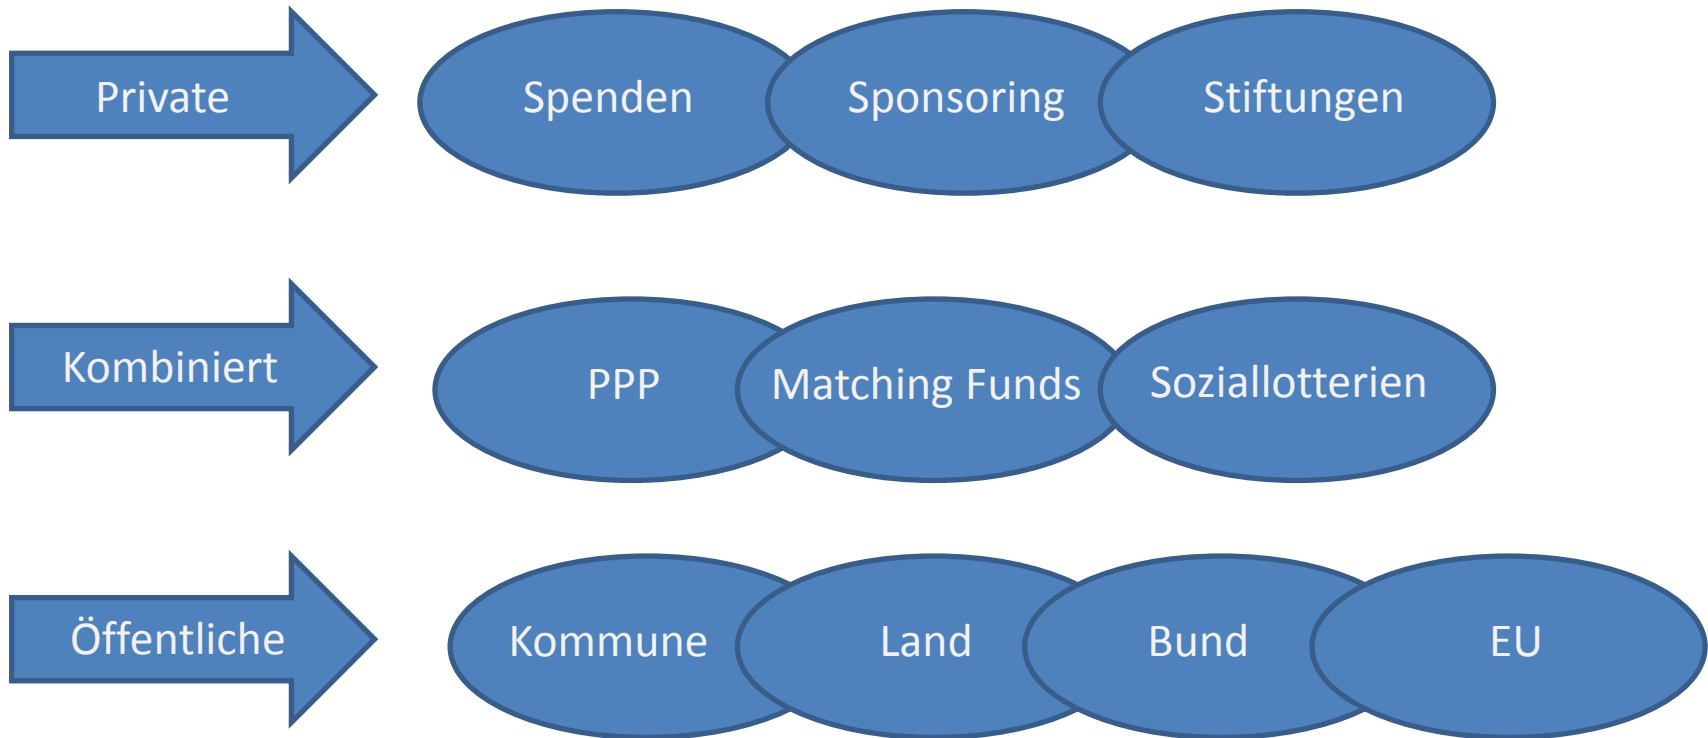 Private
Spenden
Sponsoring
Stiftungen
Kombiniert
PPP
Matching Funds
Soziallotterien
Öffentliche
Kommune
Land
Bund
EU